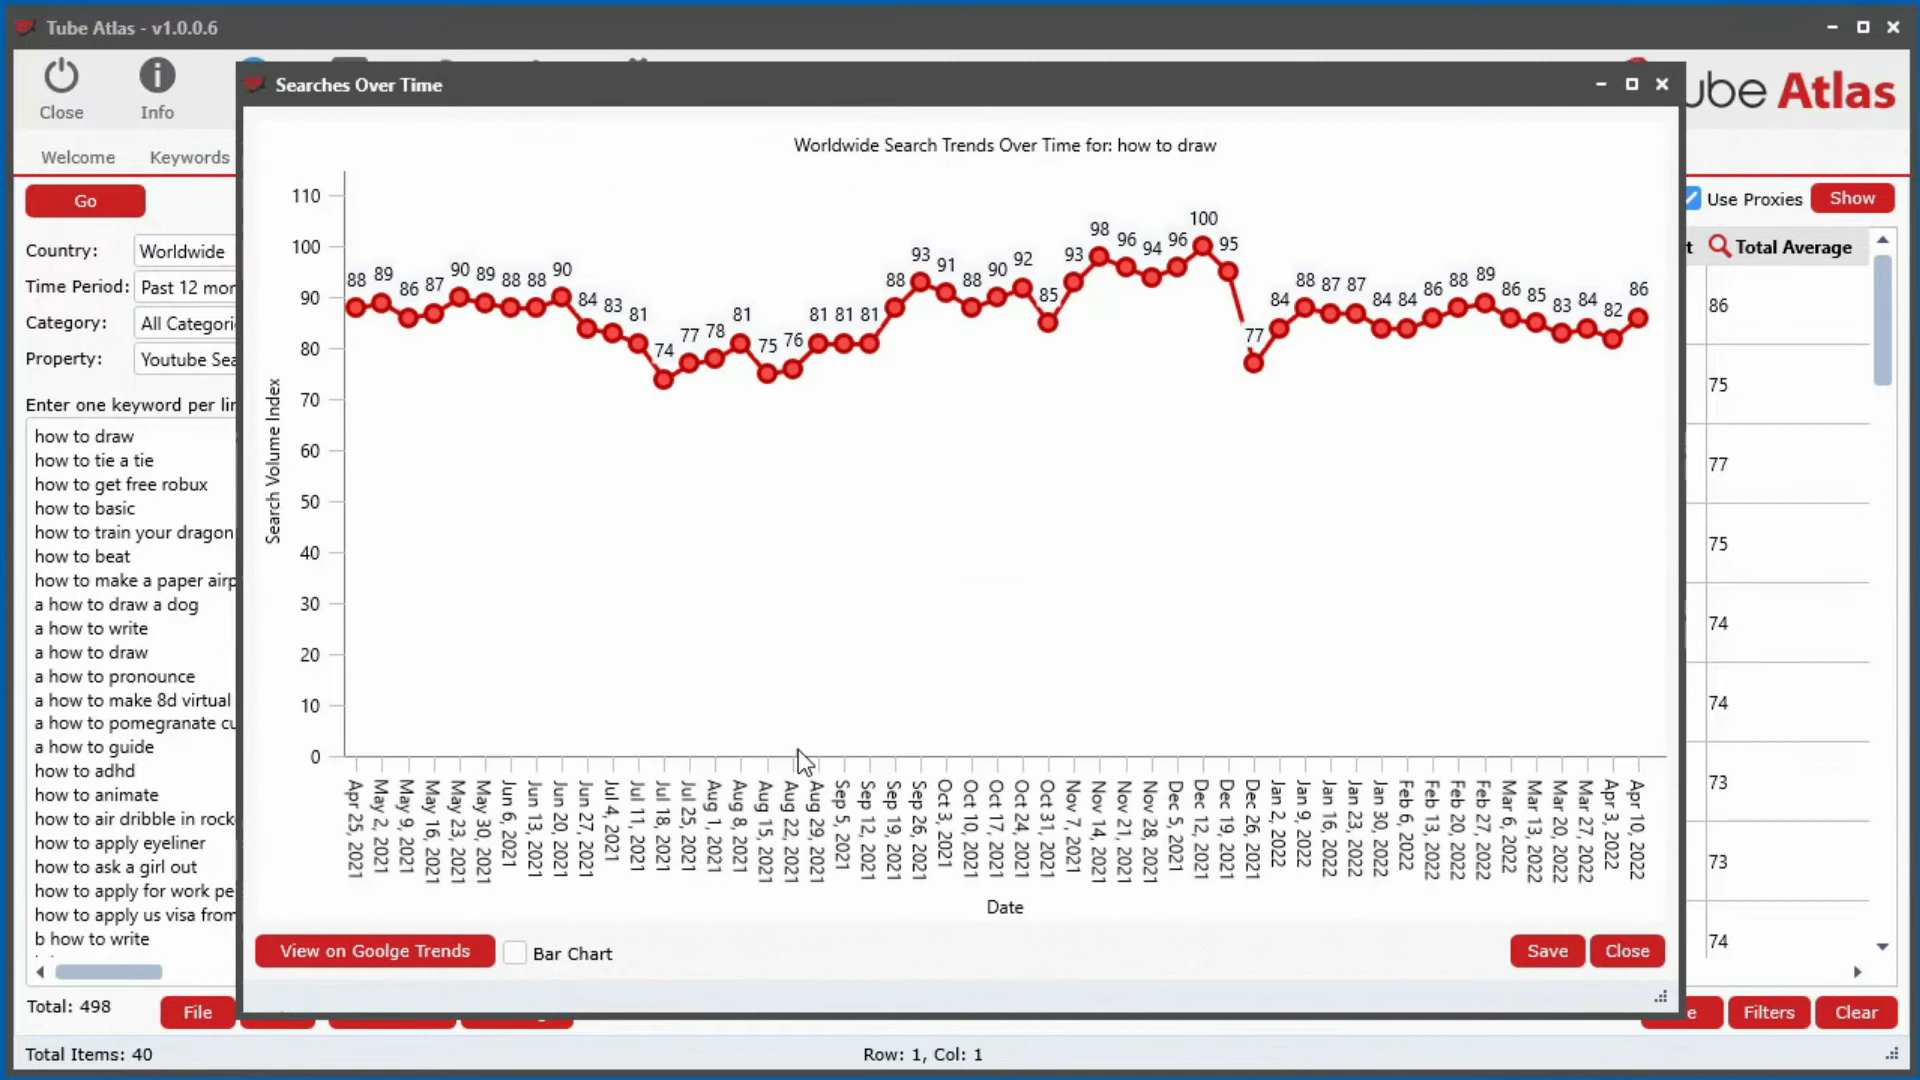 Tube Atlas - v1.0.0.6
Close
Info
ube Atlas
Welcome
Keywords
Go
Use Proxies
Show
Country:
Worldwide
Time Period:
Past 12 mon
Category:
All Categori
Property:
Youtube Sea
Enter one keyword per lin
how to draw
how to tie a tie
how to get free robux
how to basic
how to train your dragon
how to beat
how to make a paper airp
a how to draw a dog
a how to write
a how to draw
a how to pronounce
a how to make 8d virtual
a how to pomegranate cu
a how to guide
how to adhd
how to animate
how to air dribble in rock
how to apply eyeliner
how to ask a girl out
how to apply for work pe
how to apply us visa from
b how to write
Total: 498
File
Searches Over Time
Worldwide Search Trends Over Time for: how to draw
Search Volume Index
110
100
90
80
70
60
50
40
30
20
10
0
88 89 86 87 90 89 88 88 90 84 83 81 74 77 78 81 75 76 81 81 81 88 93 91 88 90 92 85 93 98 96 94 96 100 95 77 84 88 87 87 84 84 86 88 89 86 85 83 84 82 86
Apr 25, 2021
May 2, 2021
May 9, 2021
May 16, 2021
May 23, 2021
May 30, 2021
Jun 6, 2021
Jun 13, 2021
Jun 20, 2021
Jun 27, 2021
Jul 4, 2021
Jul 11, 2021
Jul 18, 2021
Jul 25, 2021
Aug 1, 2021
Aug 8, 2021
Aug 15, 2021
Aug 22, 2021
Aug 29, 2021
Sep 5, 2021
Sep 12, 2021
Sep 19, 2021
Sep 26, 2021
Oct 3, 2021
Oct 10, 2021
Oct 17, 2021
Oct 24, 2021
Oct 31, 2021
Nov 7, 2021
Nov 14, 2021
Nov 21, 2021
Nov 28, 2021
Dec 5, 2021
Dec 12, 2021
Dec 19, 2021
Dec 26, 2021
Jan 2, 2022
Jan 9, 2022
Jan 16, 2022
Jan 23, 2022
Jan 30, 2022
Feb 6, 2022
Feb 13, 2022
Feb 20, 2022
Feb 27, 2022
Mar 6, 2022
Mar 13, 2022
Mar 20, 2022
Mar 27, 2022
Apr 3, 2022
Apr 10, 2022
Date
View on Goolge Trends
Bar Chart
Save
Close
t
Total Average
86
75
77
75
74
74
73
73
74
e
Filters
Clear
Total Items: 40
Row: 1, Col: 1